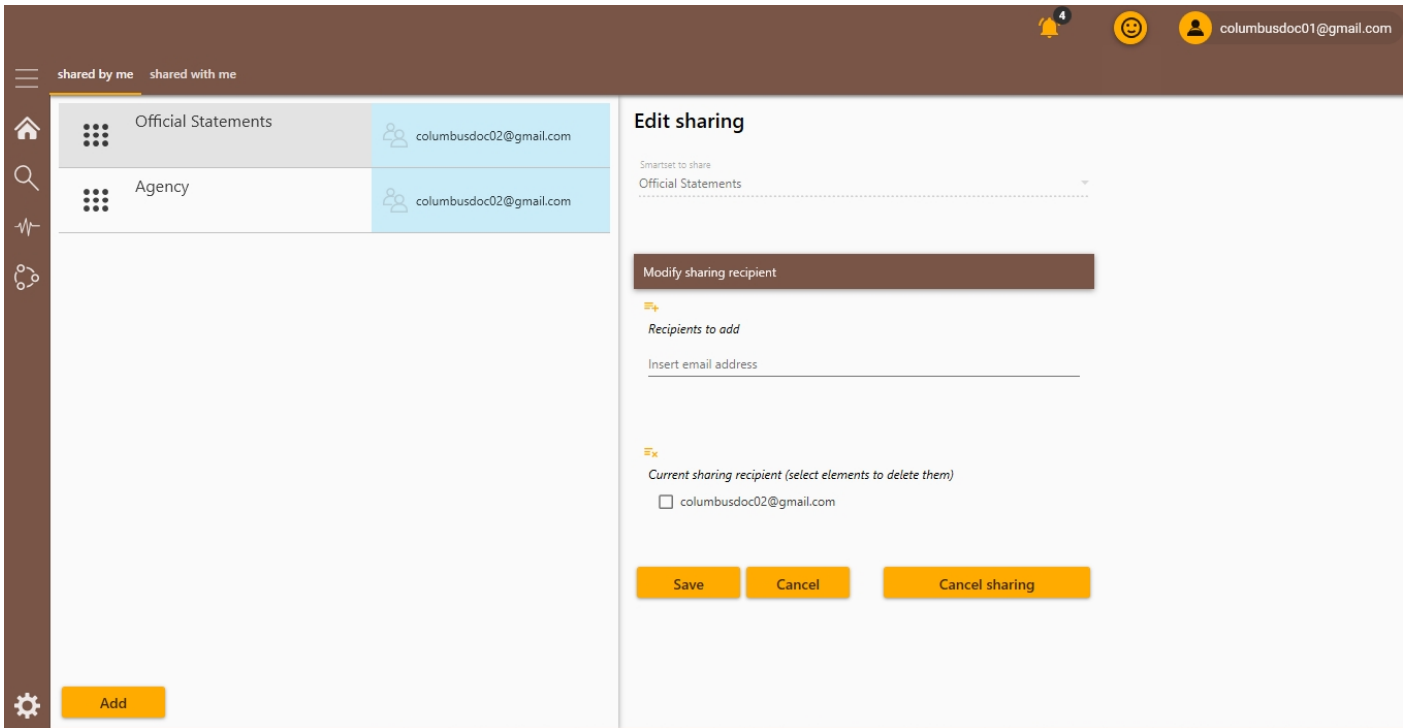 4
columbusdoc01@gmail.com
shared by me shared with me
Official Statements
columbusdoc02@gmail.com
Agency
columbusdoc02@gmail.com
Add
Edit sharing
Smartset to share
Official Statements
Modify sharing recipient
Recipients to add
Insert email address
Current sharing recipient (select elements to delete them)
columbusdoc02@gmail.com
Save Cancel Cancel sharing